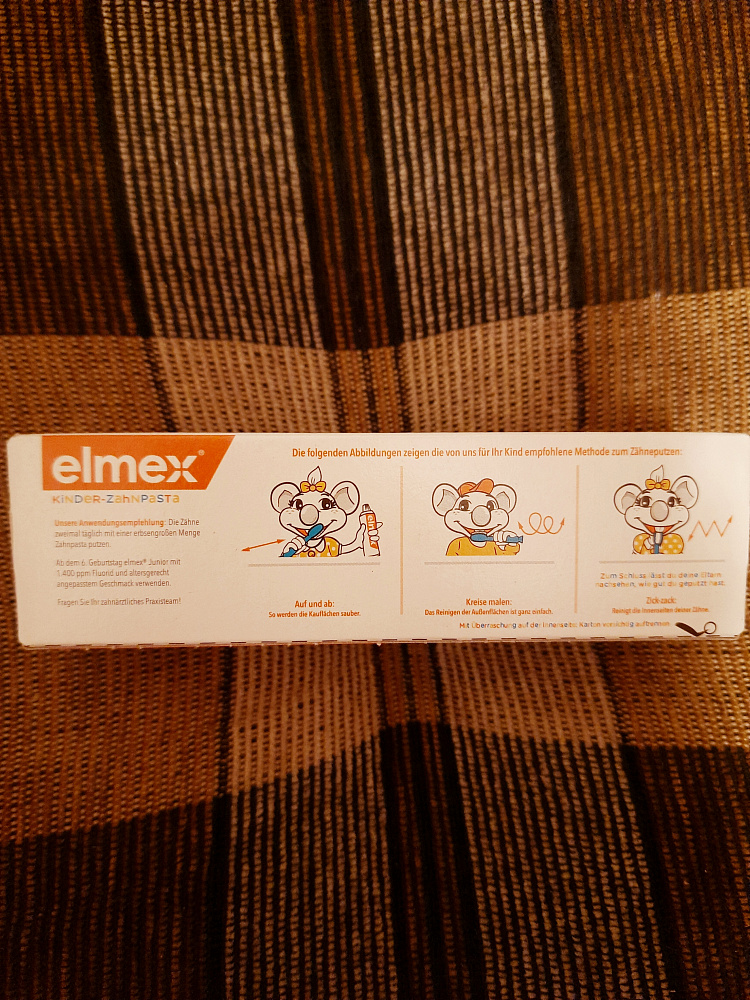 elmex®
KiNDER-ZahNPaSTa
Unsere Anwendungsempfehlung: Die Zähne
zweimal täglich mit einer erbsengroßen Menge
Zahnpasta putzen.
Ab dem 6. Geburtstag elmex® Junior mit
1.400 ppm Fluorid und altersgerecht
angepasstem Geschmack verwenden.
Fragen Sie Ihr zahnärztliches Praxisteam!
Die folgenden Abbildungen zeigen die von uns für Ihr Kind empfohlene Methode zum Zähneputzen:
Auf und ab:
So werden die Kauflächen sauber.
Kreise malen:
Das Reinigen der Außenflächen ist ganz einfach.
Zum Schluss lässt du deine Eltern
nachsehen, wie gut du geputzt hast.
Zick-zack:
Reinigt die Innenseiten deiner Zähne.
Mit Überraschung auf der Innenseite: Karton vorsichtig auftrennen